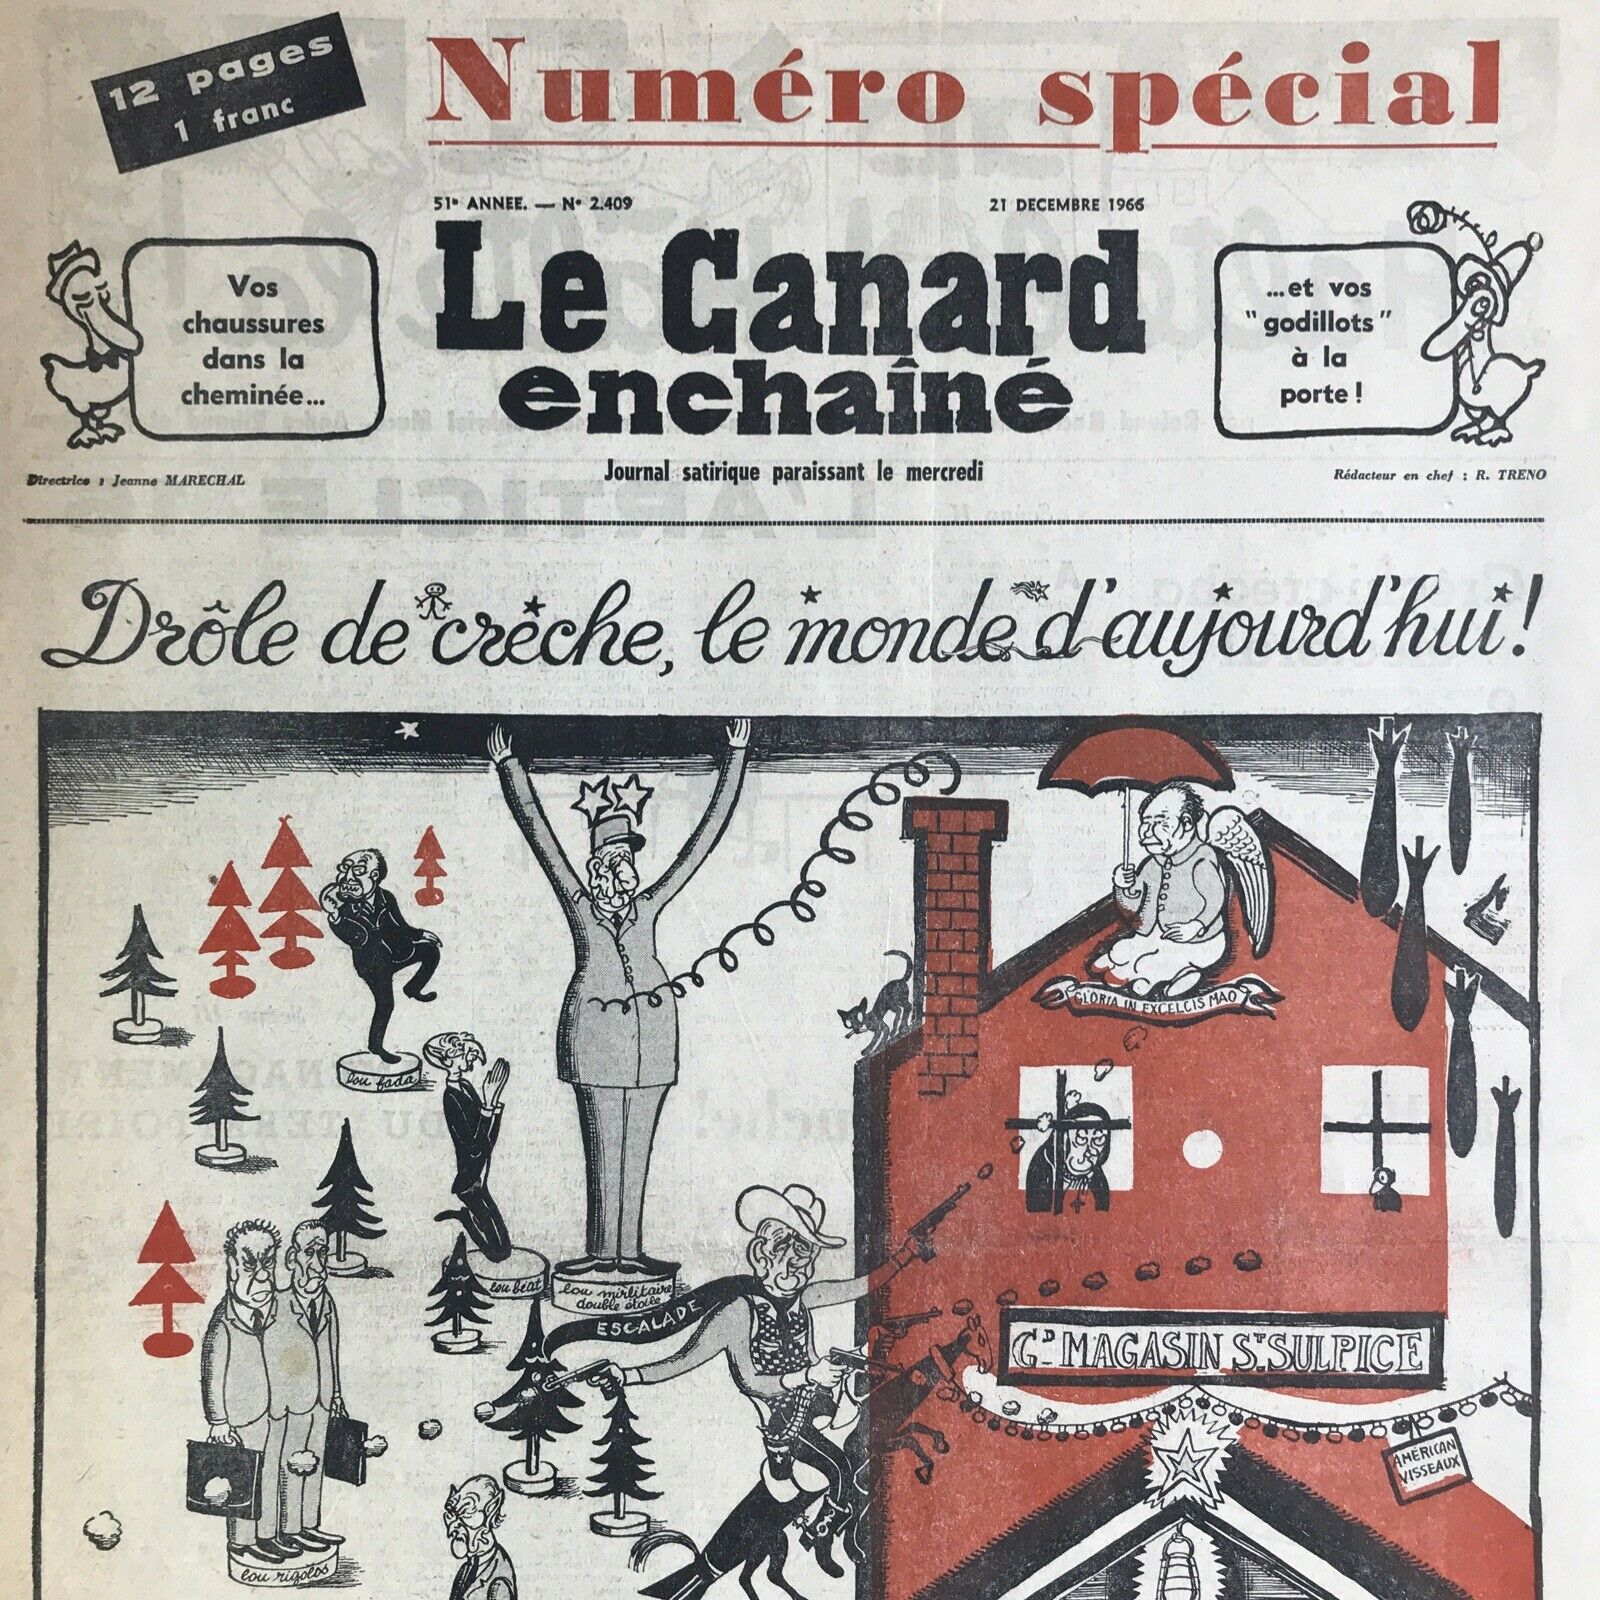 12 pages
1 franc
Numéro spécial
51e ANNEE. — No 2.409
21 DECEMBRE 1966
Le Canard
enchaîné
Vos
chaussures
dans la
cheminée...
...et vos
"godillots"
à la
porte !
Directrice : Jeanne MARECHAL
Journal satirique paraissant le mercredi
Rédacteur en chef : R. TRENO
Drôle de crèche, le monde d'aujourd'hui !
GLORIA IN EXCELCIS MAO
lou fada
lou béat
lou mirlitaire
double étoile
ESCALADE
GD MAGASIN ST SULPICE
AMERICAN
VISSEAUX
lou rigolos